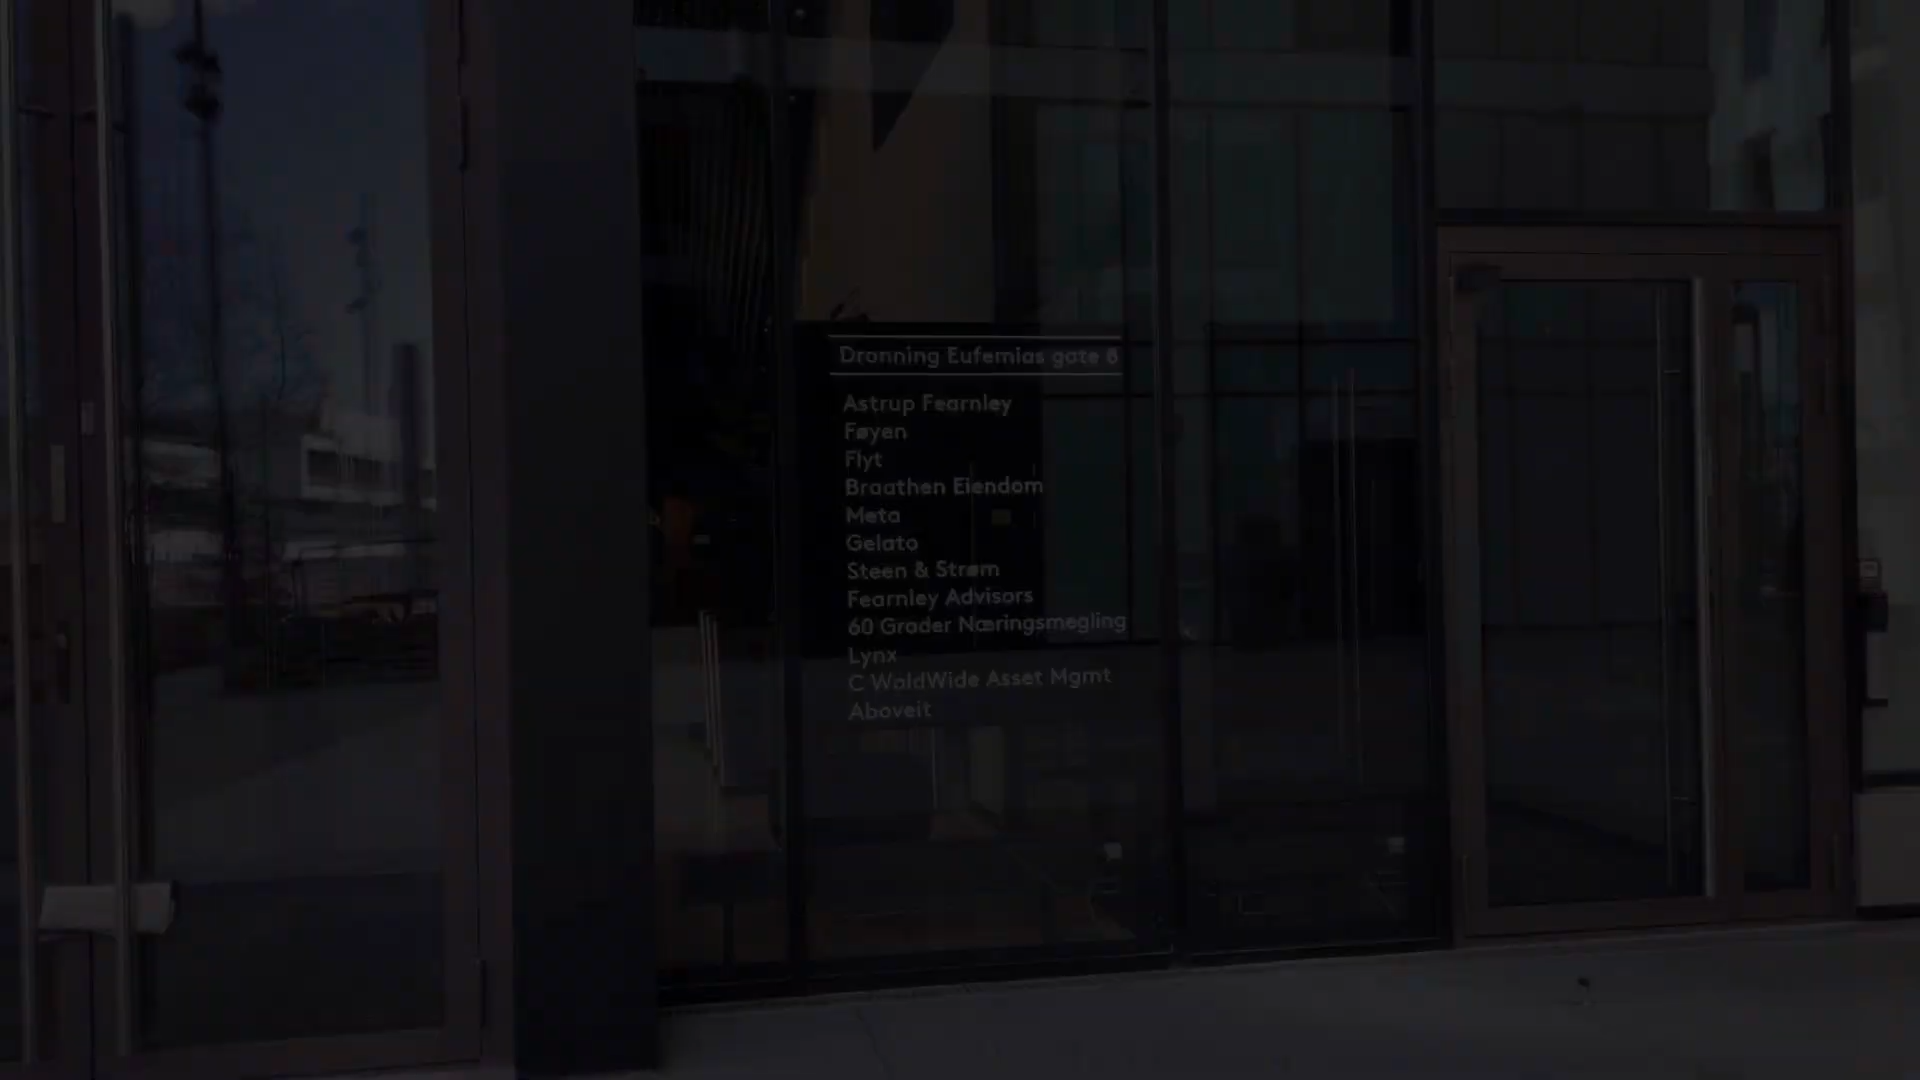 Dronning Eufemias gate 8
Astrup Fearnley
Føyen
Flyt
Braathen Eiendom
Meta
Gelato
Steen & Strøm
Fearnley Advisors
60 Grader Næringsmegling
Lynx
C WoldWide Asset Mgmt
Aboveit